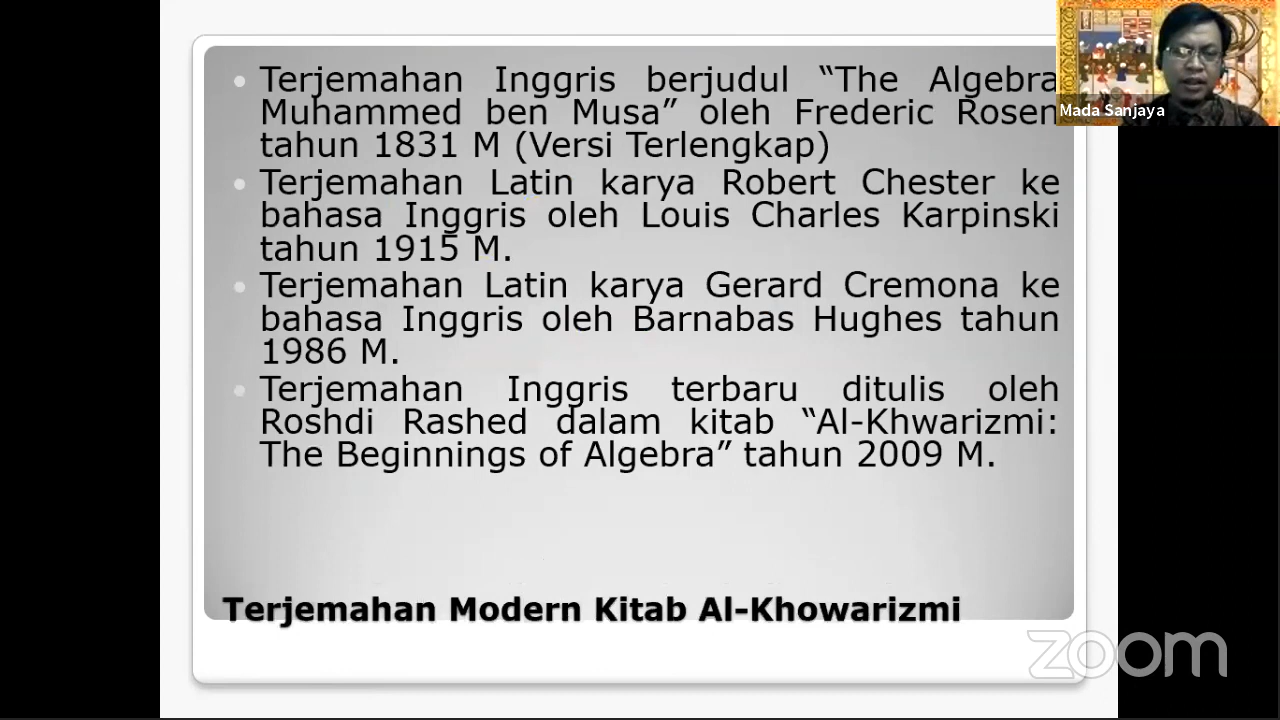 • Terjemahan Inggris berjudul “The Algebra
Muhammed ben Musa” oleh Frederic Rosen
tahun 1831 M (Versi Terlengkap)
• Terjemahan Latin karya Robert Chester ke
bahasa Inggris oleh Louis Charles Karpinski
tahun 1915 M.
• Terjemahan Latin karya Gerard Cremona ke
bahasa Inggris oleh Barnabas Hughes tahun
1986 M.
• Terjemahan Inggris terbaru ditulis oleh
Roshdi Rashed dalam kitab “Al-Khwarizmi:
The Beginnings of Algebra” tahun 2009 M.
Terjemahan Modern Kitab Al-Khowarizmi
Mada Sanjaya
zoom